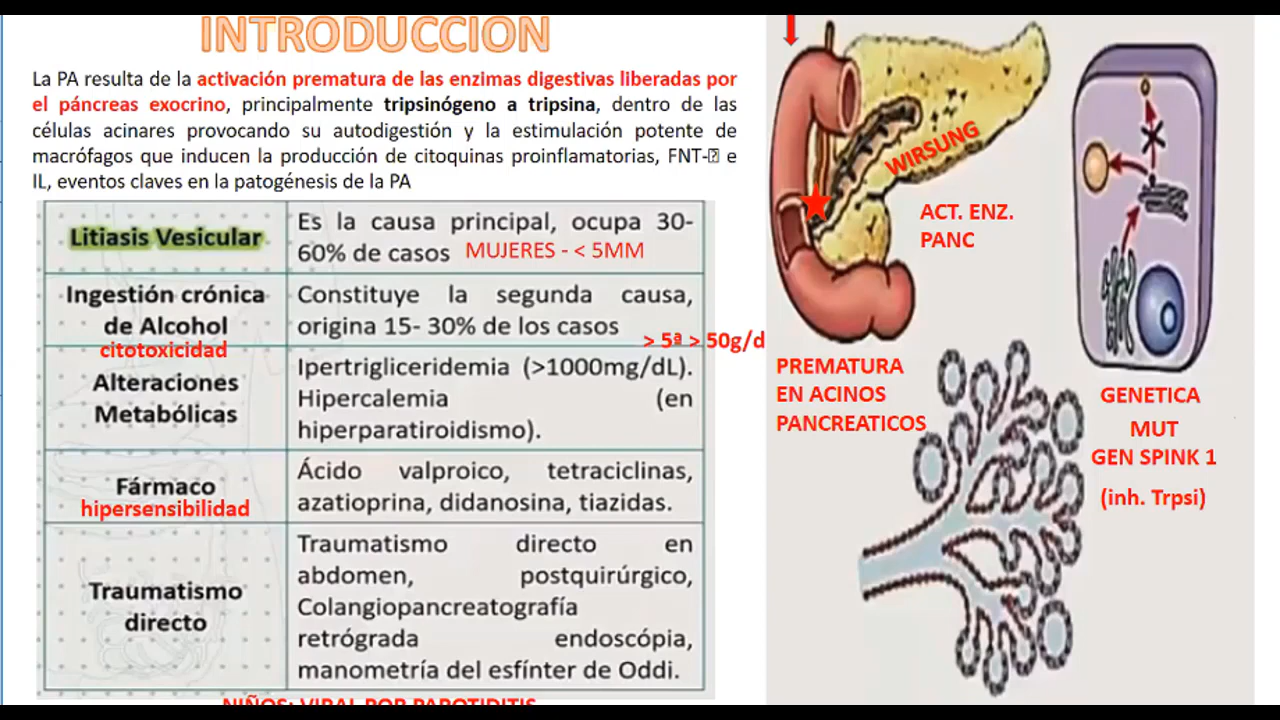 INTRODUCCION
La PA resulta de la activación prematura de las enzimas digestivas liberadas por
el páncreas exocrino, principalmente tripsinógeno a tripsina, dentro de las
células acinares provocando su autodigestión y la estimulación potente de
macrófagos que inducen la producción de citoquinas proinflamatorias, FNT- e
IL, eventos claves en la patogénesis de la PA
Litiasis Vesicular
Es la causa principal, ocupa 30-
60% de casos MUJERES - < 5MM
Ingestión crónica
de Alcohol
citotoxicidad
Constituye la segunda causa,
origina 15- 30% de los casos
> 5ª > 50g/d
Alteraciones
Metabólicas
Ipertrigliceridemia (>1000mg/dL).
Hipercalemia (en
hiperparatiroidismo).
Fármaco
hipersensibilidad
Ácido valproico, tetraciclinas,
azatioprina, didanosina, tiazidas.
Traumatismo
directo
Traumatismo directo en
abdomen, postquirúrgico,
Colangiopancreatografía
retrógrada endoscópia,
manometría del esfínter de Oddi.
NIÑOS: VIRAL POR PAROTIDITIS
WIRSUNG
ACT. ENZ.
PANC
PREMATURA
EN ACINOS
PANCREATICOS
GENETICA
MUT
GEN SPINK 1
(inh. Trpsi)